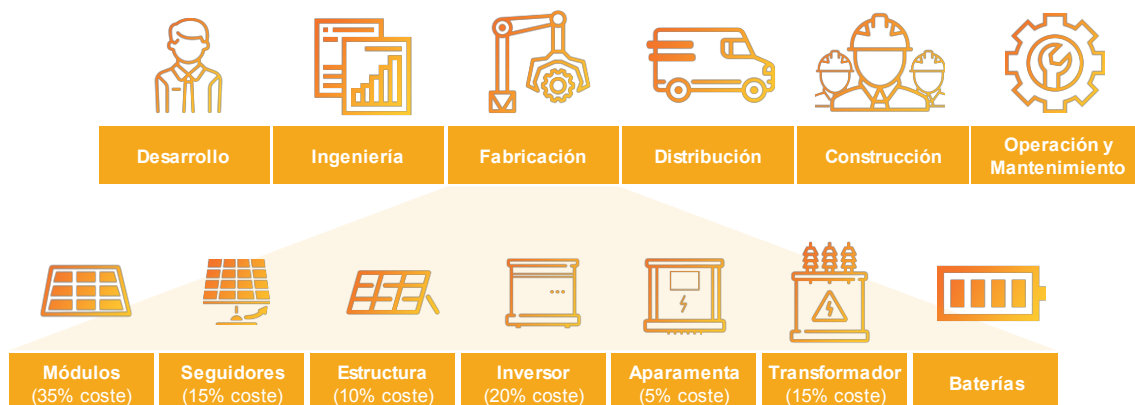 Desarrollo
Ingeniería
Fabricación
Distribución
Construcción
Operación y
Mantenimiento
Módulos
(35% coste)
Seguidores
(15% coste)
Estructura
(10% coste)
Inversor
(20% coste)
Aparamenta
(5% coste)
Transformador
(15% coste)
Baterías